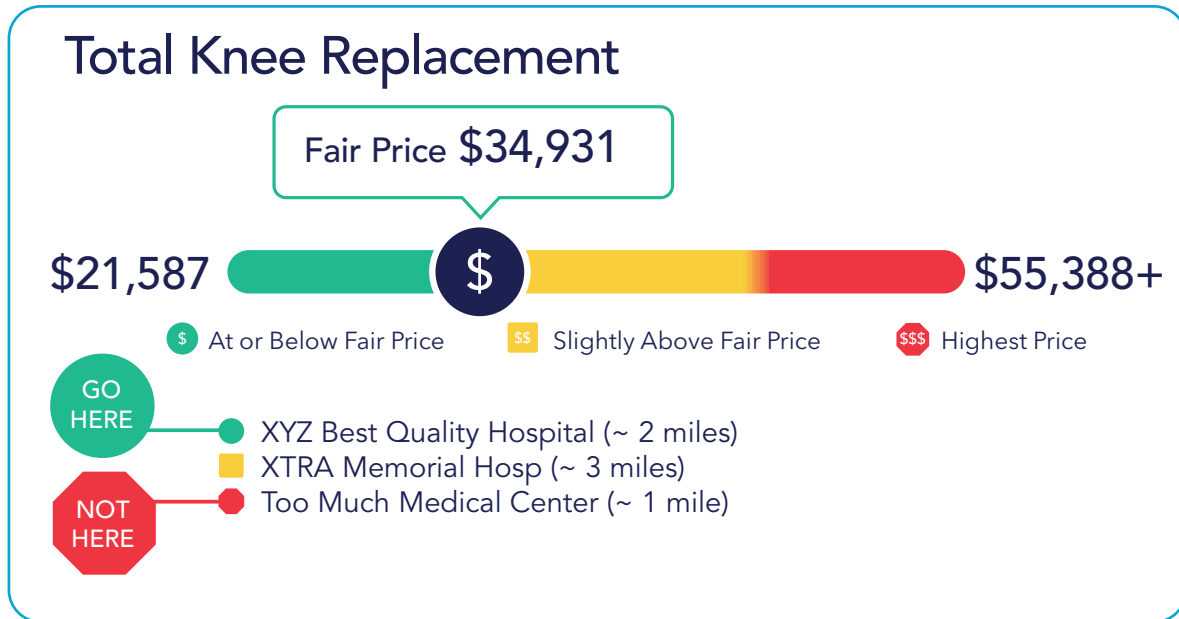 Total Knee Replacement
Fair Price $34,931
$21,587
$
$55,388+
$ At or Below Fair Price
$$ Slightly Above Fair Price
$$$ Highest Price
GO
HERE
XYZ Best Quality Hospital (~ 2 miles)
XTRA Memorial Hosp (~ 3 miles)
Too Much Medical Center (~ 1 mile)
NOT
HERE